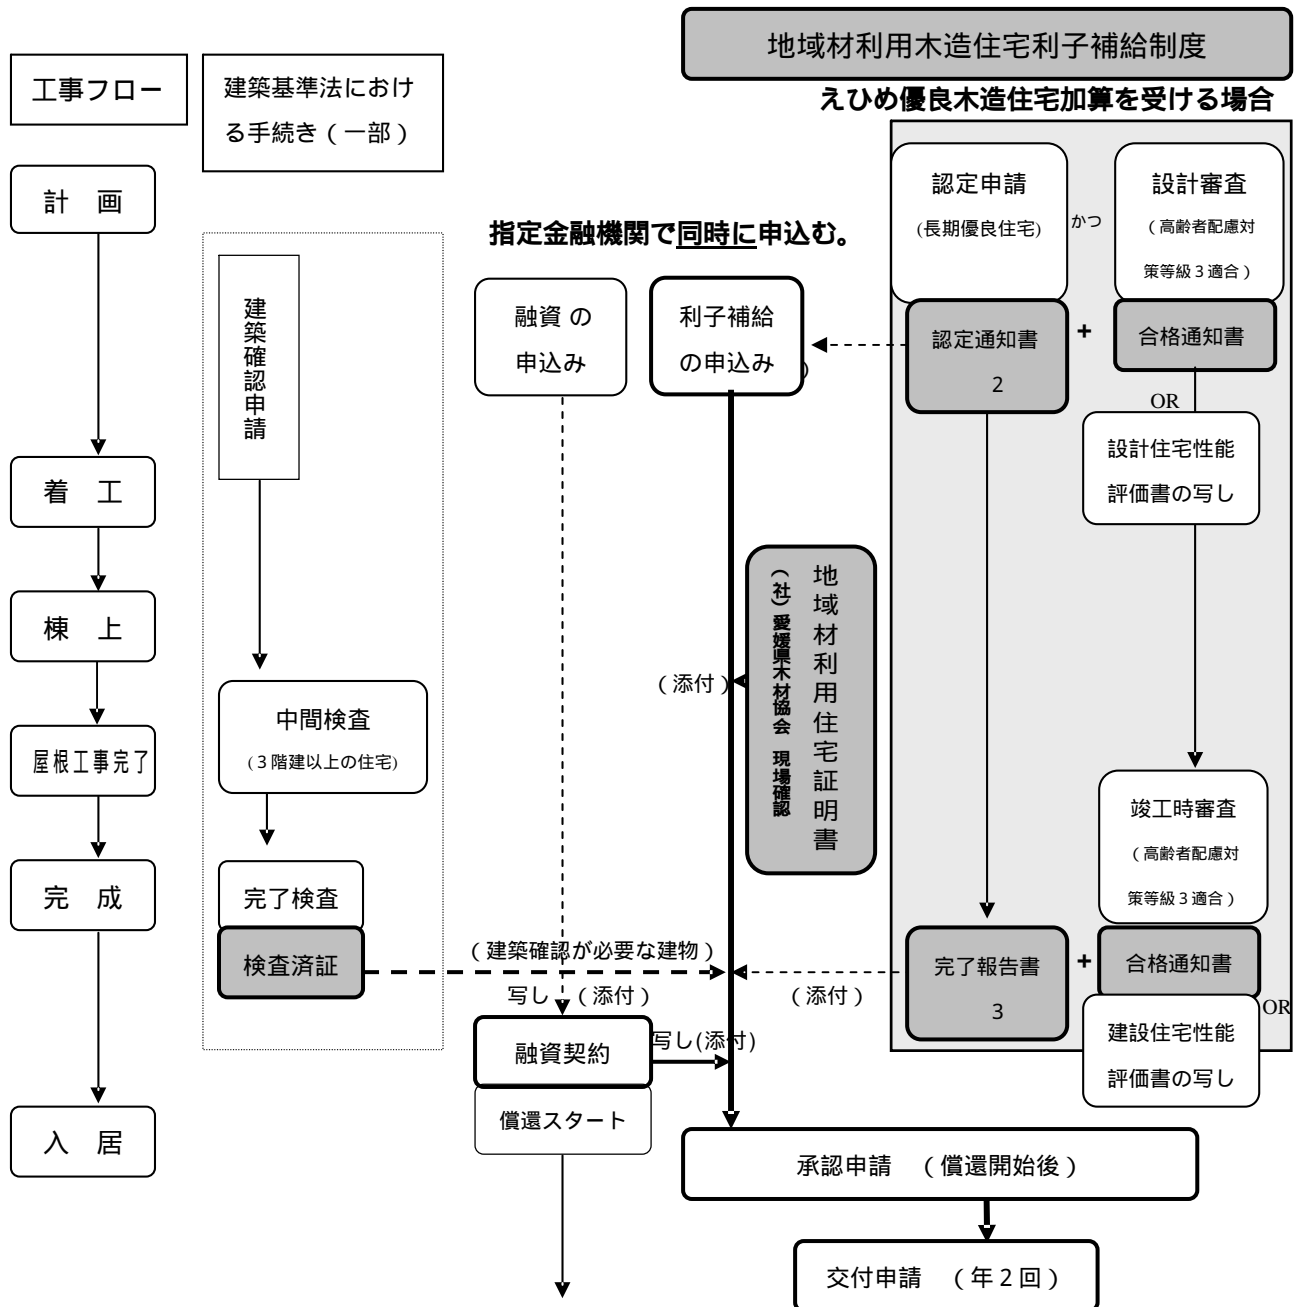 地域材利用木造住宅利子補給制度
えひめ優良木造住宅加算を受ける場合
工事フロー
建築基準法におけ
る手続き（一部）
計　画
着　工
棟　上
屋根工事完了
完　成
入　居
建築確認申請
中間検査
(３階建以上の住宅)
完了検査
検査済証
指定金融機関で同時に申込む。
融資 の
申込み
利子補給
の申込み
)
認定申請
(長期優良住宅)
かつ
設計審査
（高齢者配慮対
策等級３適合）
認定通知書
2
+
合格通知書
OR
設計住宅性能
評価書の写し
地域材利用住宅証明書
(社)愛媛県木材協会　現場確認
（添付）
竣工時審査
（高齢者配慮対
策等級３適合）
（建築確認が必要な建物）
写し　（添付）
（添付）
完了報告書
3
+
合格通知書
OR
建設住宅性能
評価書の写し
融資契約
写し(添付)
償還スタート
承認申請　（償還開始後）
交付申請　（年２回）